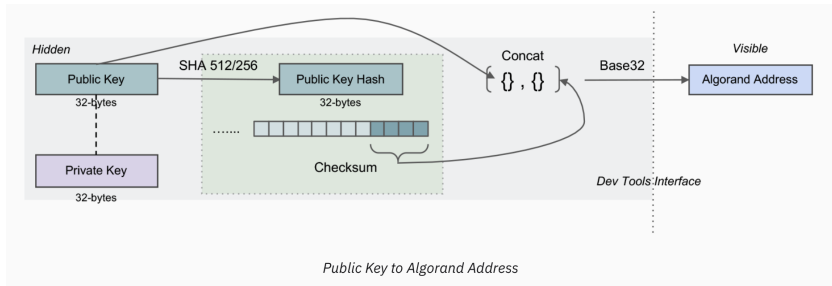 Hidden
Visible
Concat
SHA 512/256
Base32
Public Key
Public Key Hash
{} , {}
Algorand Address
32-bytes
32-bytes
.......
Checksum
Private Key
Dev Tools Interface
32-bytes
Public Key to Algorand Address